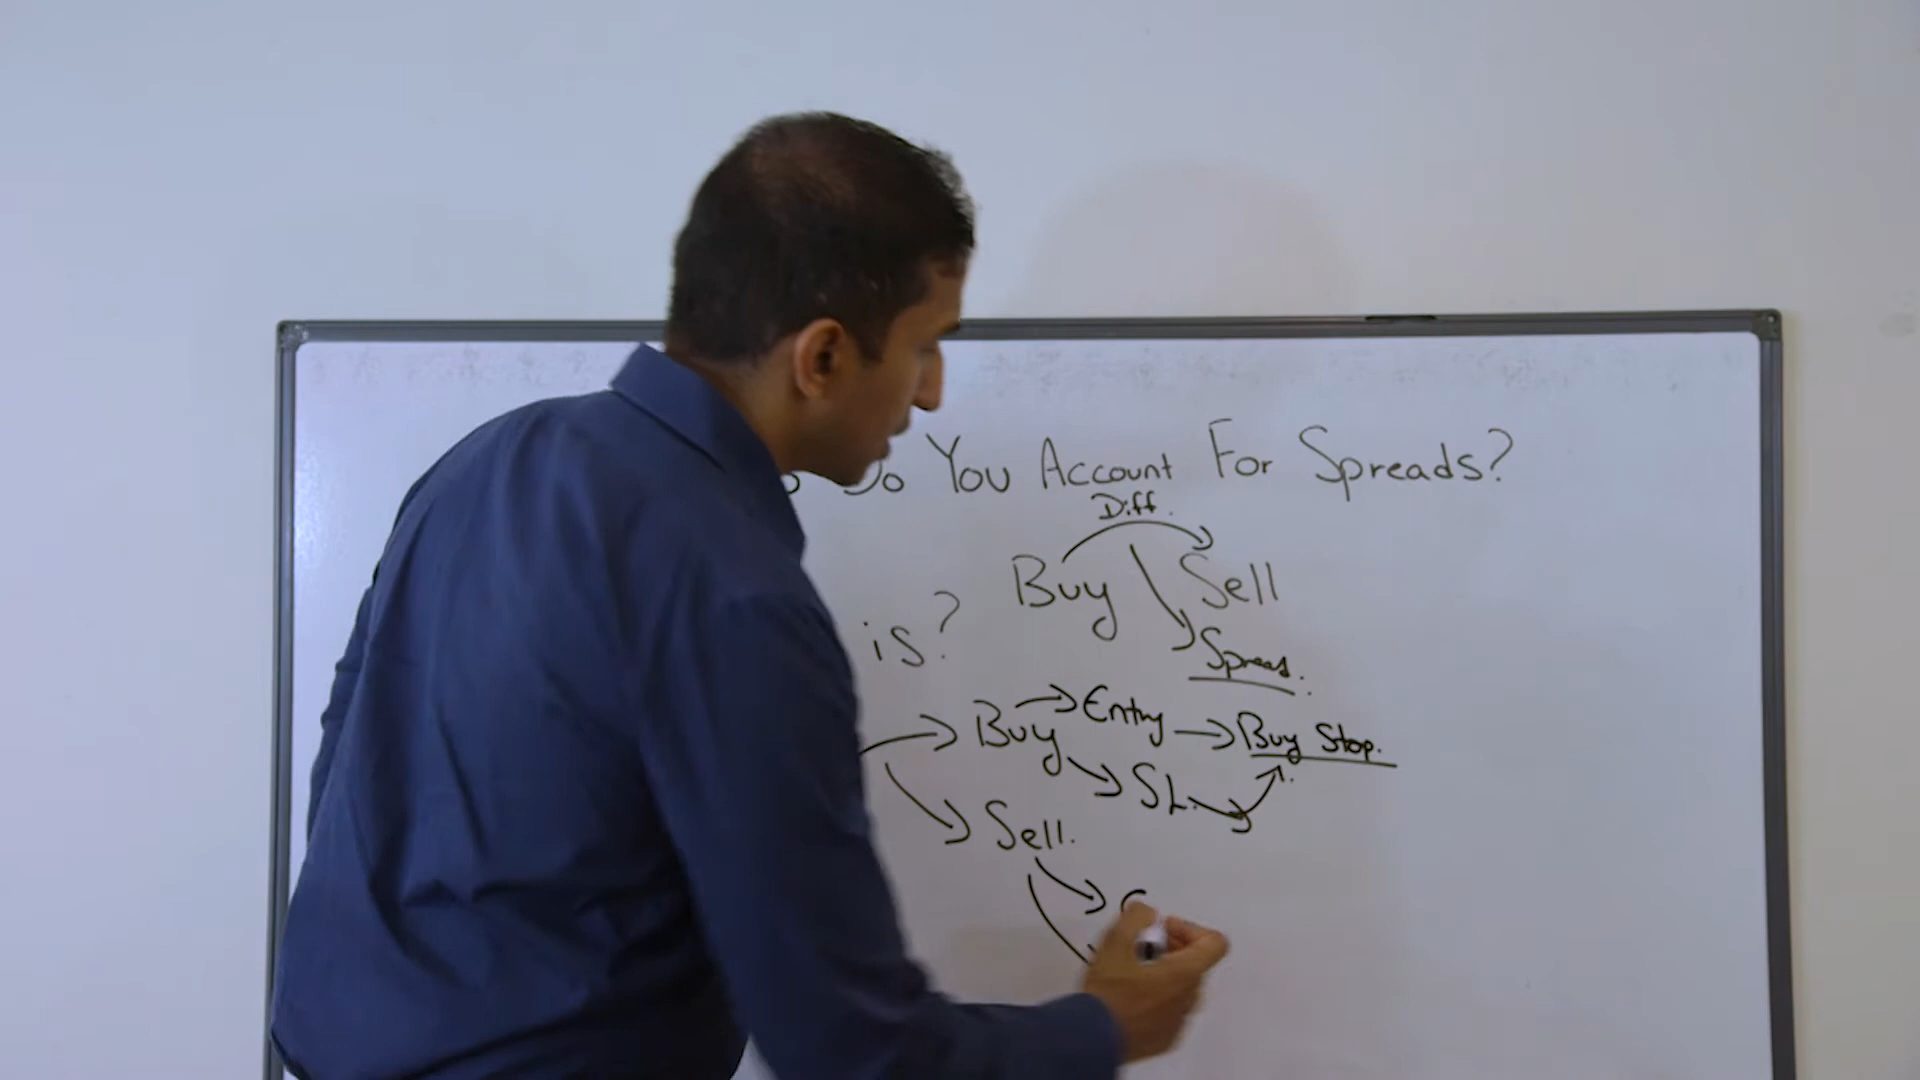 Do You Account For Spreads?
Diff.
Buy Sell
is?
Spread.
Buy Entry Buy Stop.
SL.
Sell.